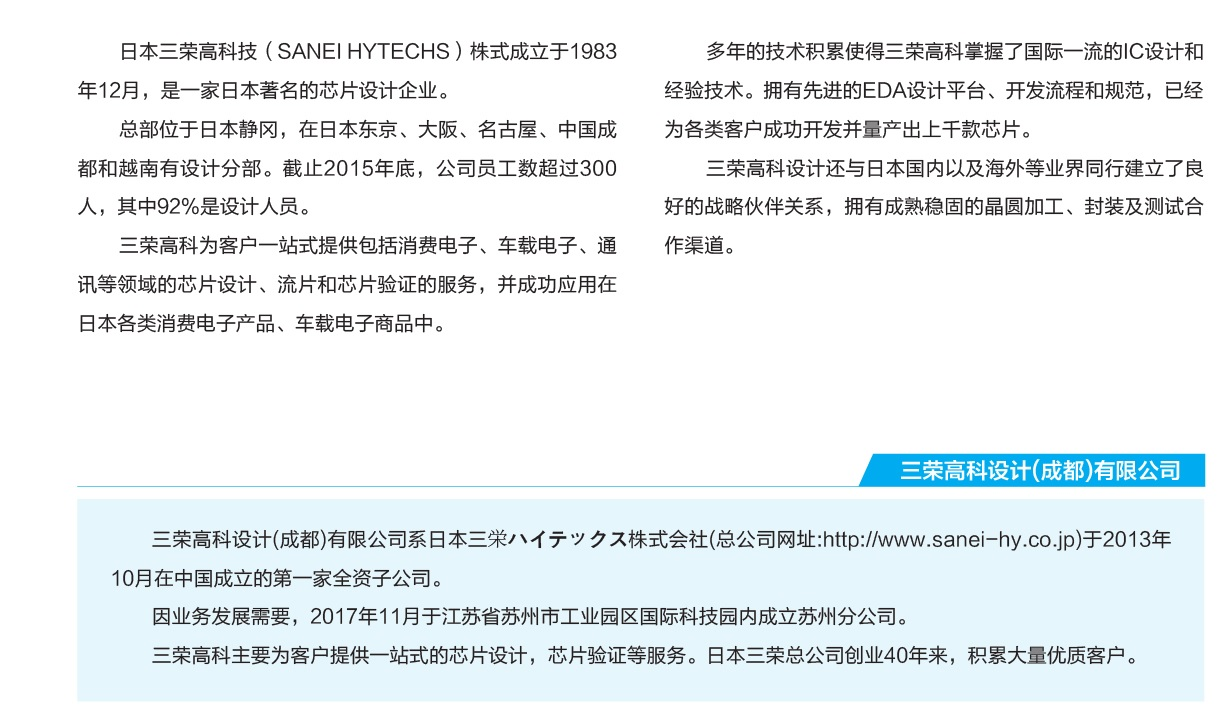 日本三荣高科技（SANEI HYTECHS）株式成立于1983
年12月，是一家日本著名的芯片设计企业。
总部位于日本静冈，在日本东京、大阪、名古屋、中国成
都和越南有设计分部。截止2015年底，公司员工数超过300
人，其中92%是设计人员。
三荣高科为客户一站式提供包括消费电子、车载电子、通
讯等领域的芯片设计、流片和芯片验证的服务，并成功应用在
日本各类消费电子产品、车载电子商品中。
多年的技术积累使得三荣高科掌握了国际一流的IC设计和
经验技术。拥有先进的EDA设计平台、开发流程和规范，已经
为各类客户成功开发并量产出上千款芯片。
三荣高科设计还与日本国内以及海外等业界同行建立了良
好的战略伙伴关系，拥有成熟稳固的晶圆加工、封装及测试合
作渠道。
三荣高科设计(成都)有限公司
三荣高科设计(成都)有限公司系日本三栄ハイテックス株式会社(总公司网址:http://www.sanei-hy.co.jp)于2013年
10月在中国成立的第一家全资子公司。
因业务发展需要，2017年11月于江苏省苏州市工业园区国际科技园内成立苏州分公司。
三荣高科主要为客户提供一站式的芯片设计，芯片验证等服务。日本三荣总公司创业40年来，积累大量优质客户。